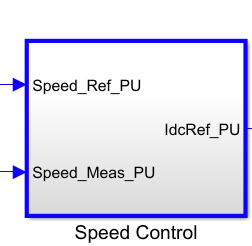 Speed_Ref_PU
IdcRef_PU
Speed_Meas_PU
Speed Control